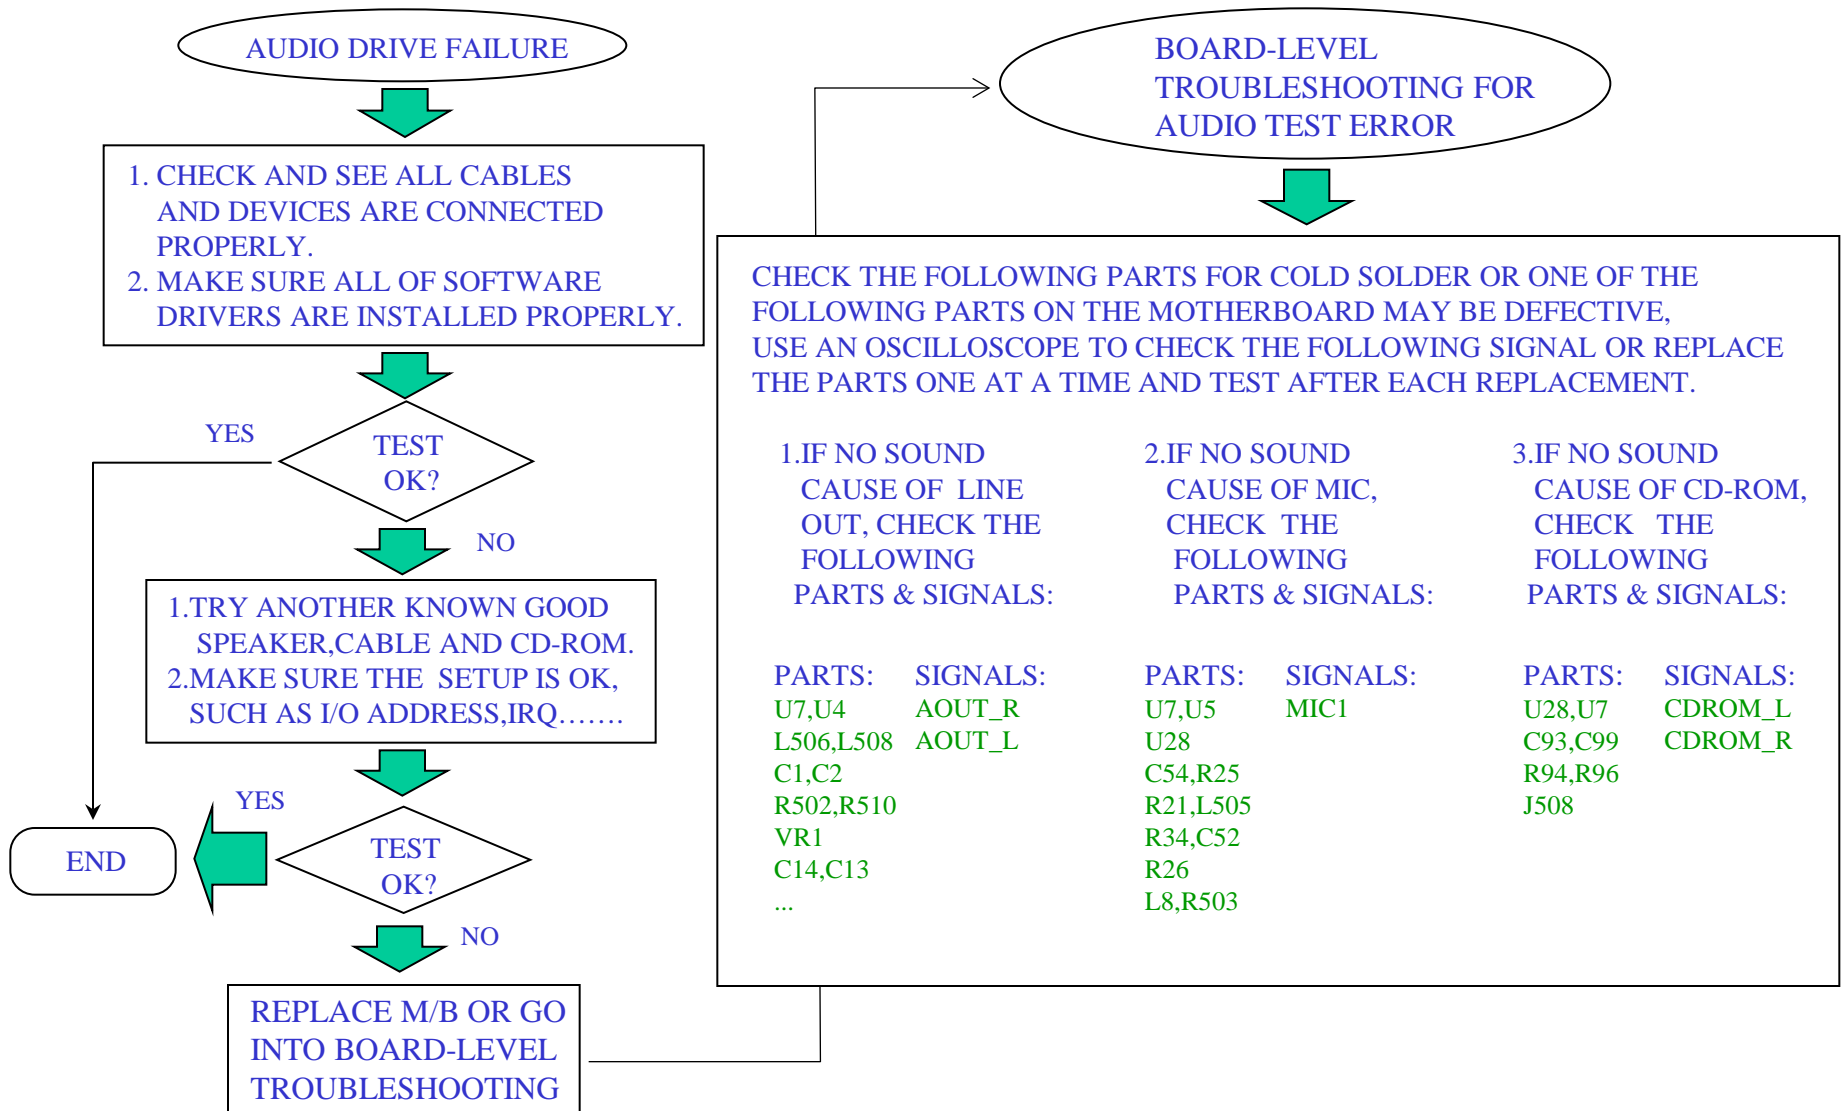 AUDIO DRIVE FAILURE
1. CHECK AND SEE ALL CABLES
AND DEVICES ARE CONNECTED
PROPERLY.
2. MAKE SURE ALL OF SOFTWARE
DRIVERS ARE INSTALLED PROPERLY.
YES
TEST
OK?
NO
1.TRY ANOTHER KNOWN GOOD
SPEAKER,CABLE AND CD-ROM.
2.MAKE SURE THE SETUP IS OK,
SUCH AS I/O ADDRESS,IRQ…….
YES
TEST
OK?
END
NO
REPLACE M/B OR GO
INTO BOARD-LEVEL
TROUBLESHOOTING
BOARD-LEVEL
TROUBLESHOOTING FOR
AUDIO TEST ERROR
CHECK THE FOLLOWING PARTS FOR COLD SOLDER OR ONE OF THE
FOLLOWING PARTS ON THE MOTHERBOARD MAY BE DEFECTIVE,
USE AN OSCILLOSCOPE TO CHECK THE FOLLOWING SIGNAL OR REPLACE
THE PARTS ONE AT A TIME AND TEST AFTER EACH REPLACEMENT.
1.IF NO SOUND
CAUSE OF LINE
OUT, CHECK THE
FOLLOWING
PARTS & SIGNALS:
PARTS: SIGNALS:
U7,U4 AOUT_R
L506,L508 AOUT_L
C1,C2
R502,R510
VR1
C14,C13
...
2.IF NO SOUND
CAUSE OF MIC,
CHECK THE
FOLLOWING
PARTS & SIGNALS:
PARTS: SIGNALS:
U7,U5 MIC1
U28
C54,R25
R21,L505
R34,C52
R26
L8,R503
3.IF NO SOUND
CAUSE OF CD-ROM,
CHECK THE
FOLLOWING
PARTS & SIGNALS:
PARTS: SIGNALS:
U28,U7 CDROM_L
C93,C99 CDROM_R
R94,R96
J508